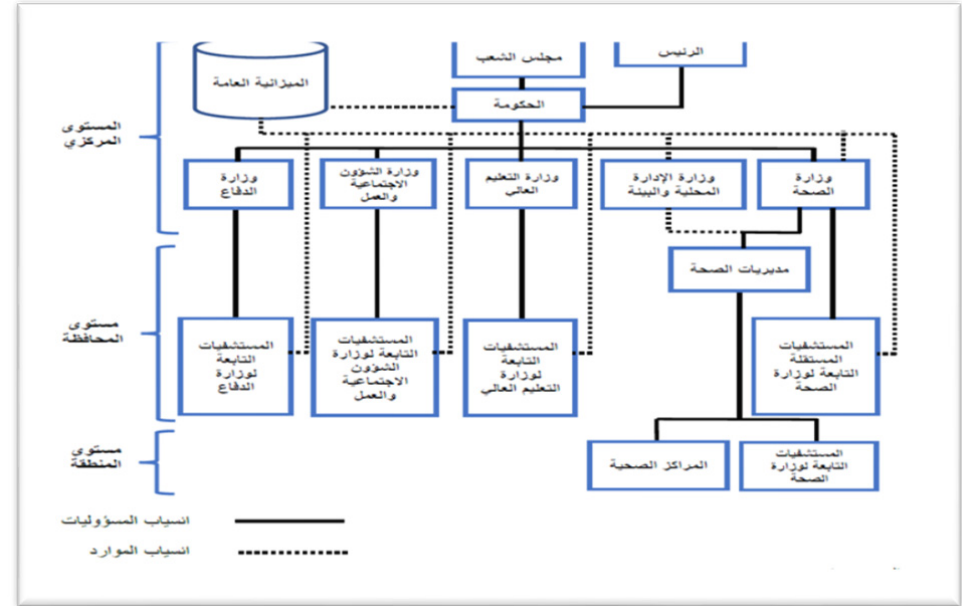 الرئيس
مجلس الشعب
الميزانية العامة
الحكومة
المستوى
المركزي
وزارة
الصحة
وزارة الإدارة
المحلية والبيئة
وزارة التعليم
العالي
وزارة الشؤون
الاجتماعية
والعمل
وزارة
الدفاع
مديريات الصحة
مستوى
المحافظة
المستشفيات
المستقلة
التابعة لوزارة
الصحة
المستشفيات
التابعة
لوزارة
التعليم العالي
المستشفيات
التابعة لوزارة
الشؤون
الاجتماعية
والعمل
المستشفيات
التابعة
لوزارة
الدفاع
مستوى
المنطقة
المستشفيات
التابعة لوزارة
الصحة
المراكز الصحية
انسياب المسؤوليات
انسياب الموارد